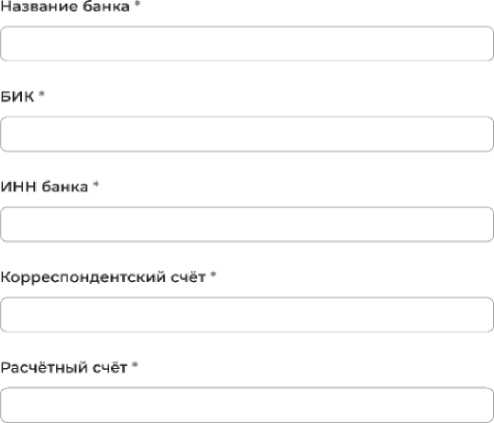 Название банка *
БИК *
ИНН банка *
Корреспондентский счёт *
Расчётный счёт *